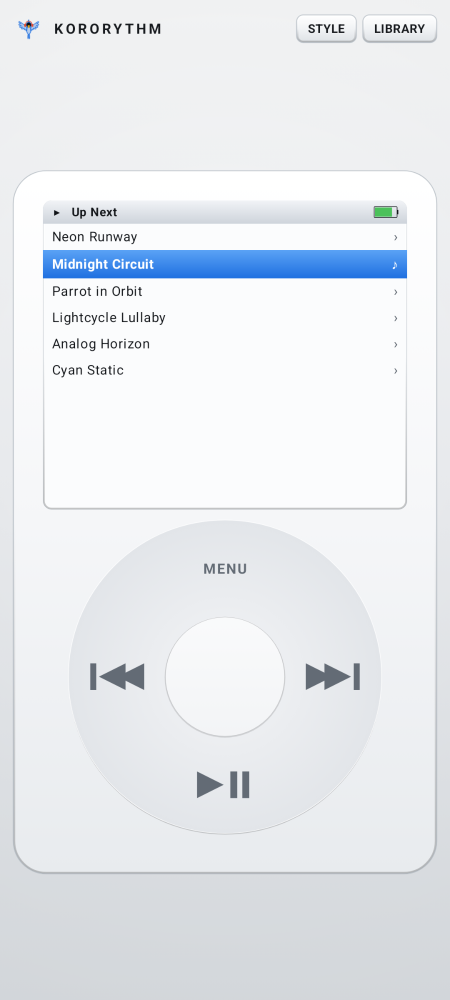 KORORYTHM
STYLE
LIBRARY
Up Next
Neon Runway
Midnight Circuit
Parrot in Orbit
Lightcycle Lullaby
Analog Horizon
Cyan Static
MENU